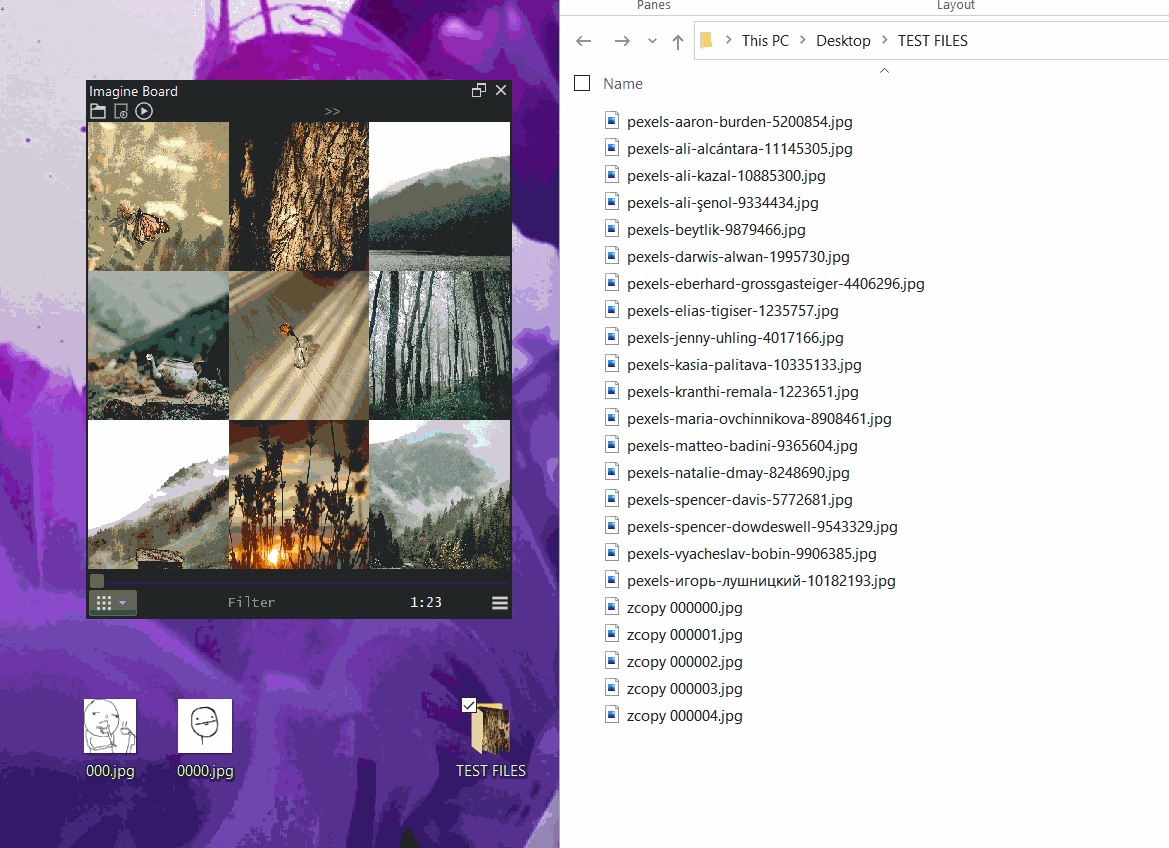 Panes Layout
This PC > Desktop > TEST FILES
Name
Imagine Board
>>
pexels-aaron-burden-5200854.jpg
pexels-ali-alcántara-11145305.jpg
pexels-ali-kazal-10885300.jpg
pexels-ali-şenol-9334434.jpg
pexels-beytlik-9879466.jpg
pexels-darwis-alwan-1995730.jpg
pexels-eberhard-grossgasteiger-4406296.jpg
pexels-elias-tigiser-1235757.jpg
pexels-jenny-uhling-4017166.jpg
pexels-kasia-palitava-10335133.jpg
pexels-kranthi-remala-1223651.jpg
pexels-maria-ovchinnikova-8908461.jpg
pexels-matteo-badini-9365604.jpg
pexels-natalie-dmay-8248690.jpg
pexels-spencer-davis-5772681.jpg
pexels-spencer-dowdeswell-9543329.jpg
pexels-vyacheslav-bobin-9906385.jpg
pexels-игорь-лушницкий-10182193.jpg
zcopy 000000.jpg
zcopy 000001.jpg
zcopy 000002.jpg
zcopy 000003.jpg
zcopy 000004.jpg
Filter 1:23
000.jpg 0000.jpg TEST FILES